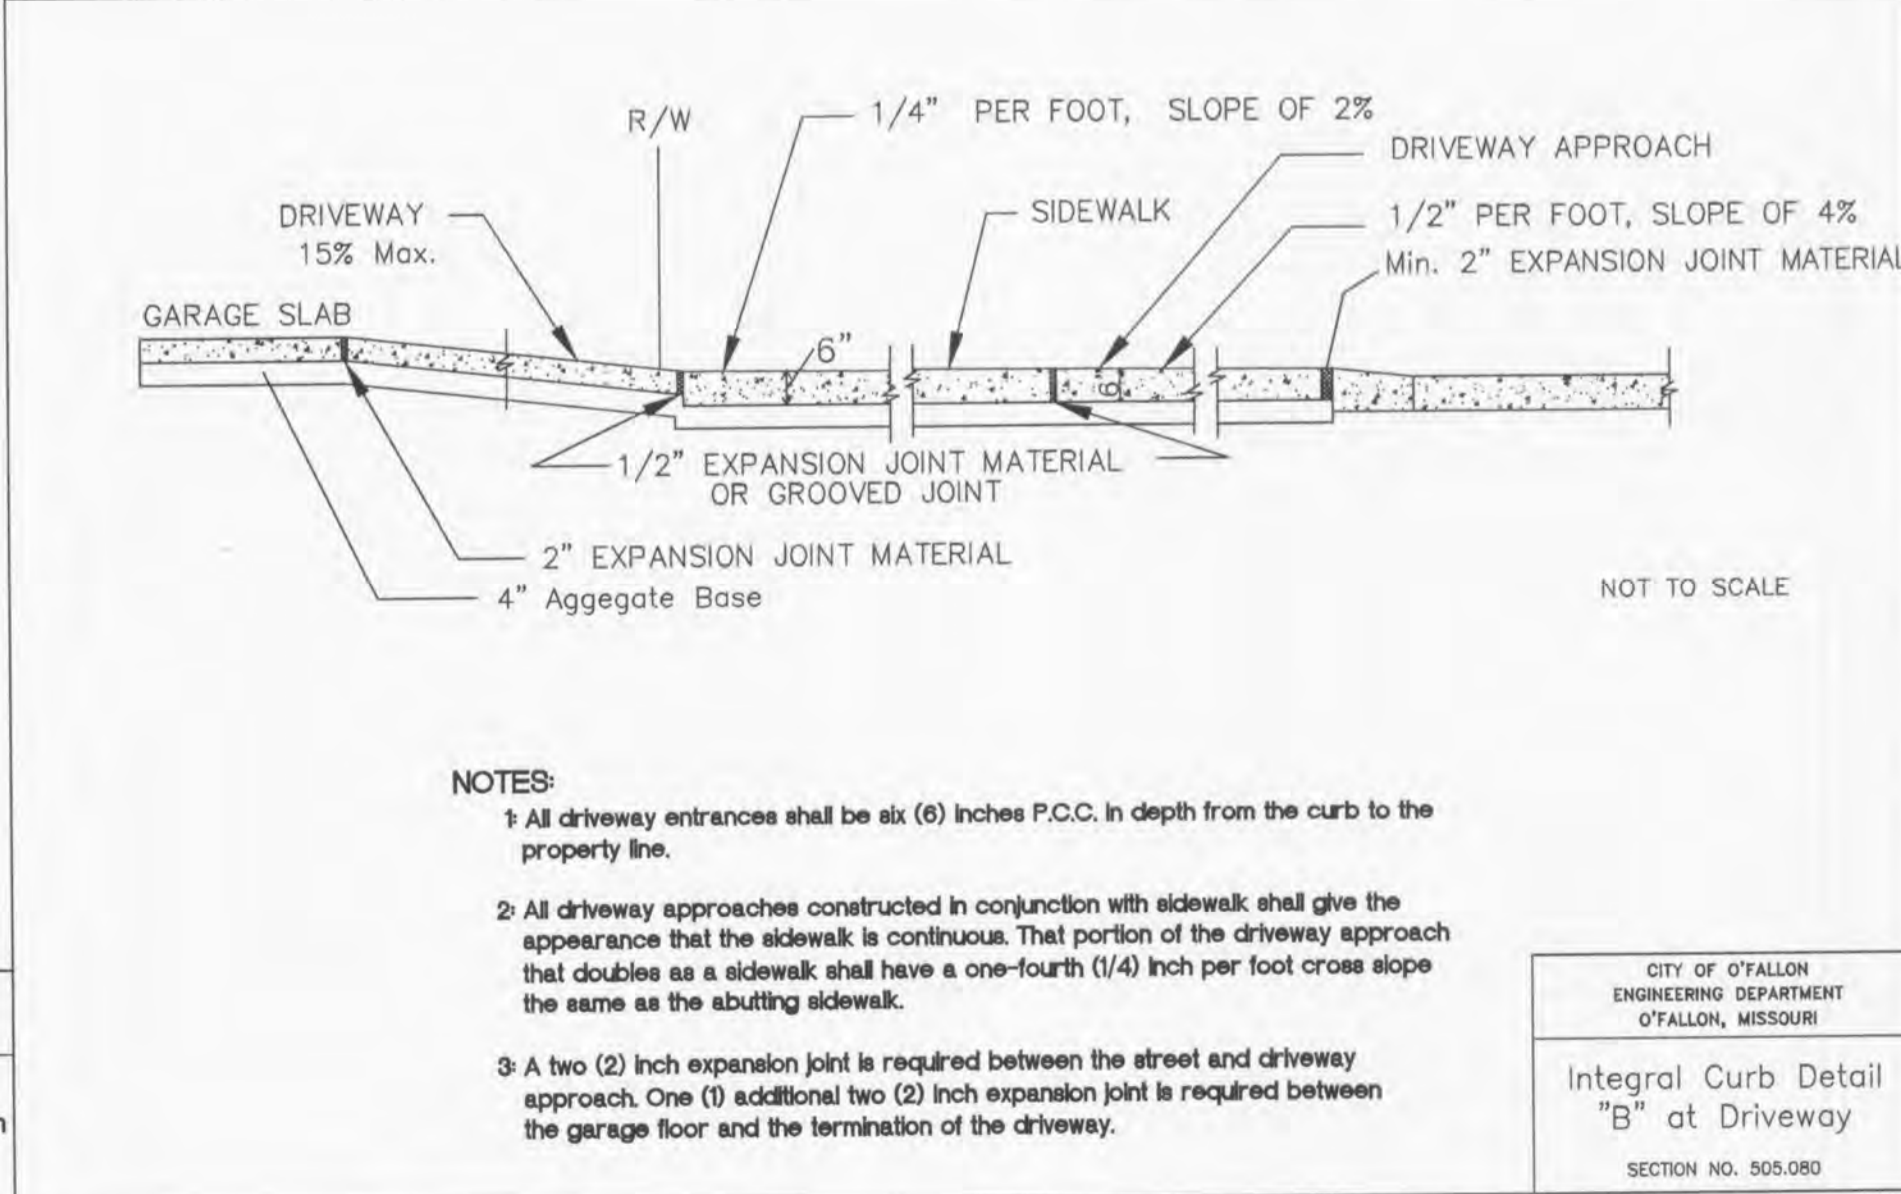 R/W
1/4" PER FOOT, SLOPE OF 2%
DRIVEWAY APPROACH
DRIVEWAY
15% Max.
SIDEWALK
1/2" PER FOOT, SLOPE OF 4%
Min. 2" EXPANSION JOINT MATERIAL
GARAGE SLAB
6"
6"
1/2" EXPANSION JOINT MATERIAL
OR GROOVED JOINT
2" EXPANSION JOINT MATERIAL
4" Aggegate Base
NOT TO SCALE
NOTES:
1: All driveway entrances shall be six (6) inches P.C.C. in depth from the curb to the
property line.
2: All driveway approaches constructed in conjunction with sidewalk shall give the
appearance that the sidewalk is continuous. That portion of the driveway approach
that doubles as a sidewalk shall have a one-fourth (1/4) inch per foot cross slope
the same as the abutting sidewalk.
3: A two (2) inch expansion joint is required between the street and driveway
approach. One (1) additional two (2) inch expansion joint is required between
the garage floor and the termination of the driveway.
CITY OF O'FALLON
ENGINEERING DEPARTMENT
O'FALLON, MISSOURI
Integral Curb Detail
"B" at Driveway
SECTION NO. 505.080